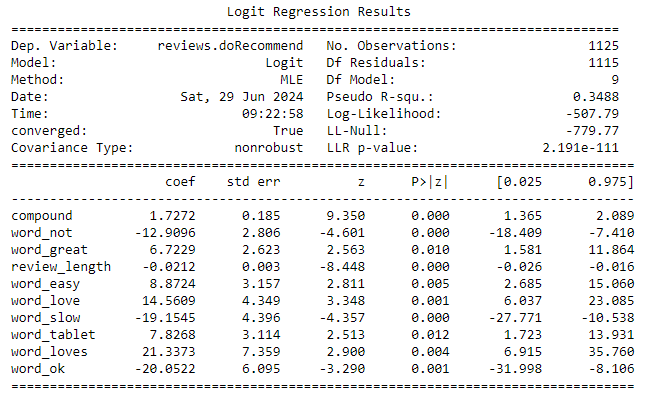 Logit Regression Results
==============================================================================
Dep. Variable: reviews.doRecommend No. Observations: 1125
Model: Logit Df Residuals: 1115
Method: MLE Df Model: 9
Date: Sat, 29 Jun 2024 Pseudo R-squ.: 0.3488
Time: 09:22:58 Log-Likelihood: -507.79
converged: True LL-Null: -779.77
Covariance Type: nonrobust LLR p-value: 2.191e-111
=================================================================================
coef std err z P>|z| [0.025 0.975]
---------------------------------------------------------------------------------
compound 1.7272 0.185 9.350 0.000 1.365 2.089
word_not -12.9096 2.806 -4.601 0.000 -18.409 -7.410
word_great 6.7229 2.623 2.563 0.010 1.581 11.864
review_length -0.0212 0.003 -8.448 0.000 -0.026 -0.016
word_easy 8.8724 3.157 2.811 0.005 2.685 15.060
word_love 14.5609 4.349 3.348 0.001 6.037 23.085
word_slow -19.1545 4.396 -4.357 0.000 -27.771 -10.538
word_tablet 7.8268 3.114 2.513 0.012 1.723 13.931
word_loves 21.3373 7.359 2.900 0.004 6.915 35.760
word_ok -20.0522 6.095 -3.290 0.001 -31.998 -8.106
=================================================================================